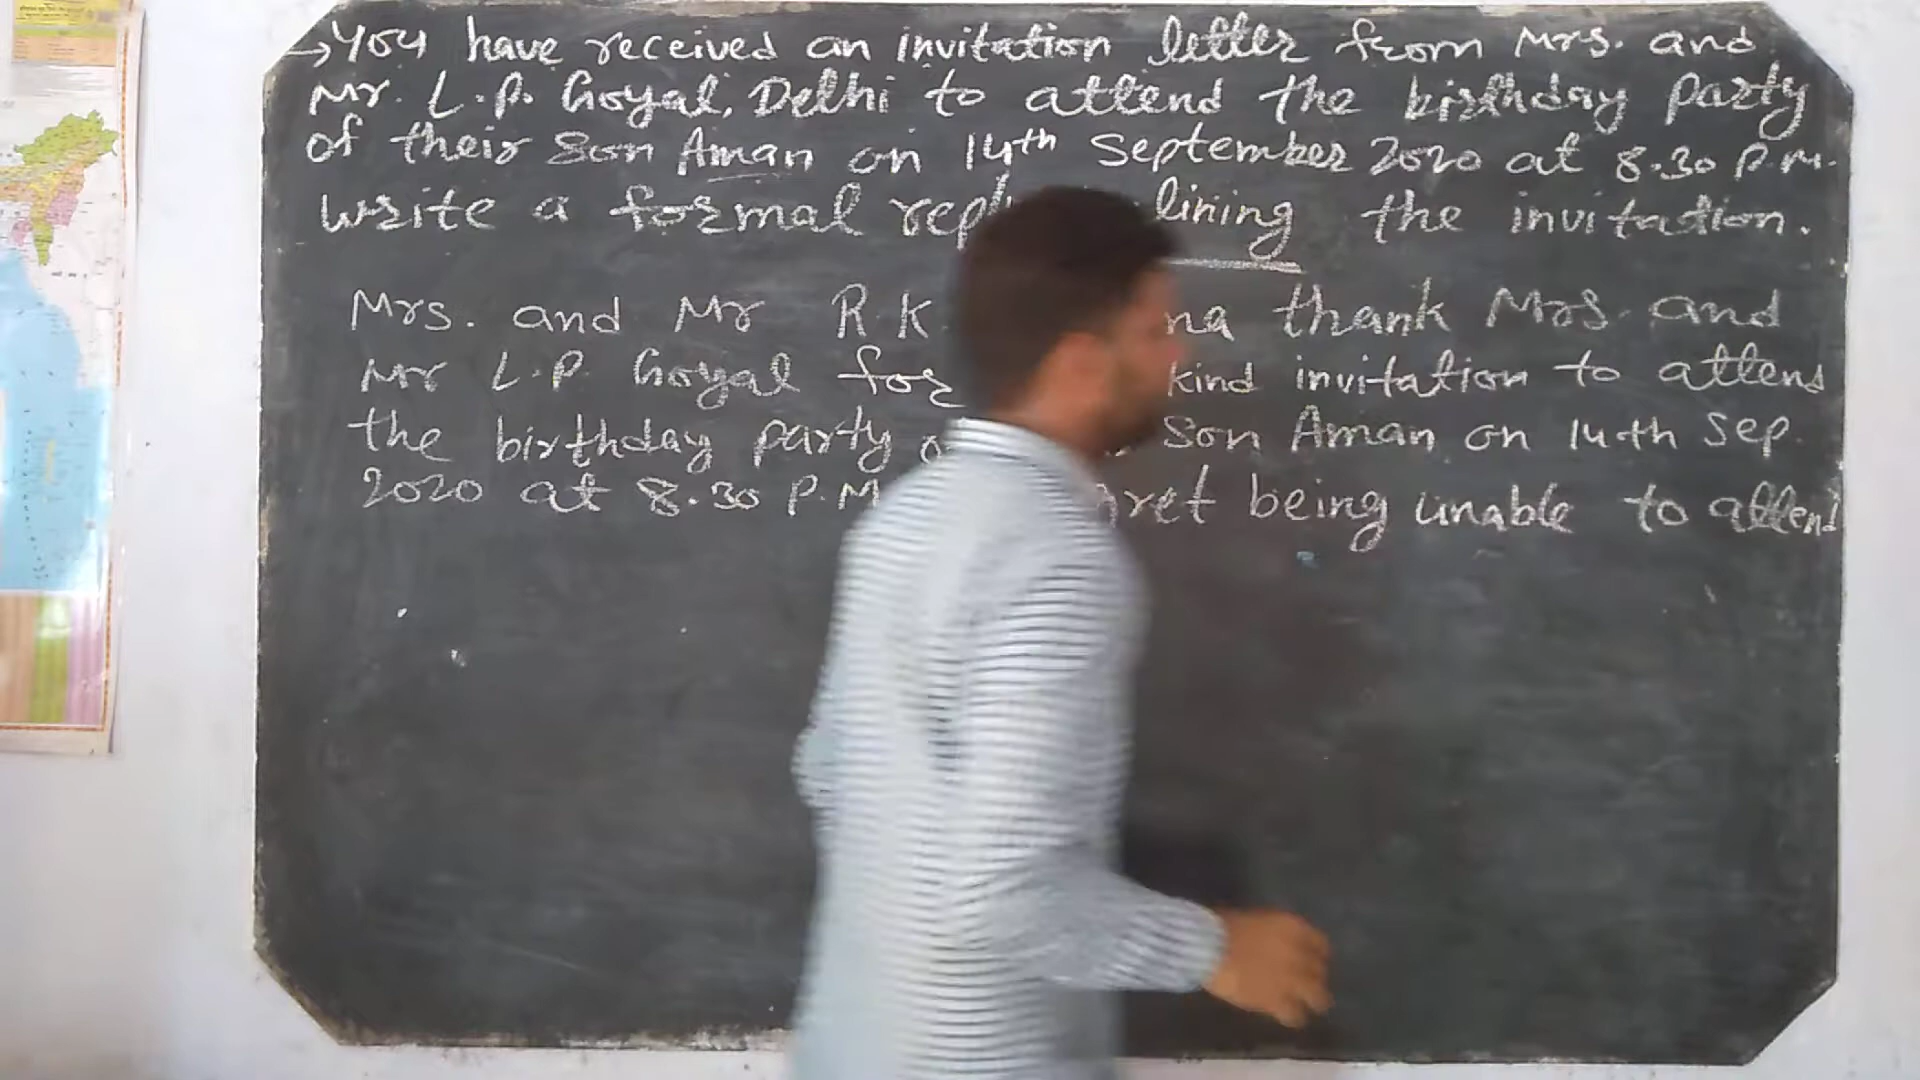 →You have received an invitation letter from Mrs. and
Mr. L.P. Goyal, Delhi to attend the birthday party
of their Son Aman on 14th September 2020 at 8.30 P.M.
write a formal the invitation.
Mrs. and Mr R.K. thank Mrs. and
Mr L.P. Goyal for kind invitation to attend
the birthday party Son Aman on 14th Sep.
2020 at 8.30 P.M being unable to attend